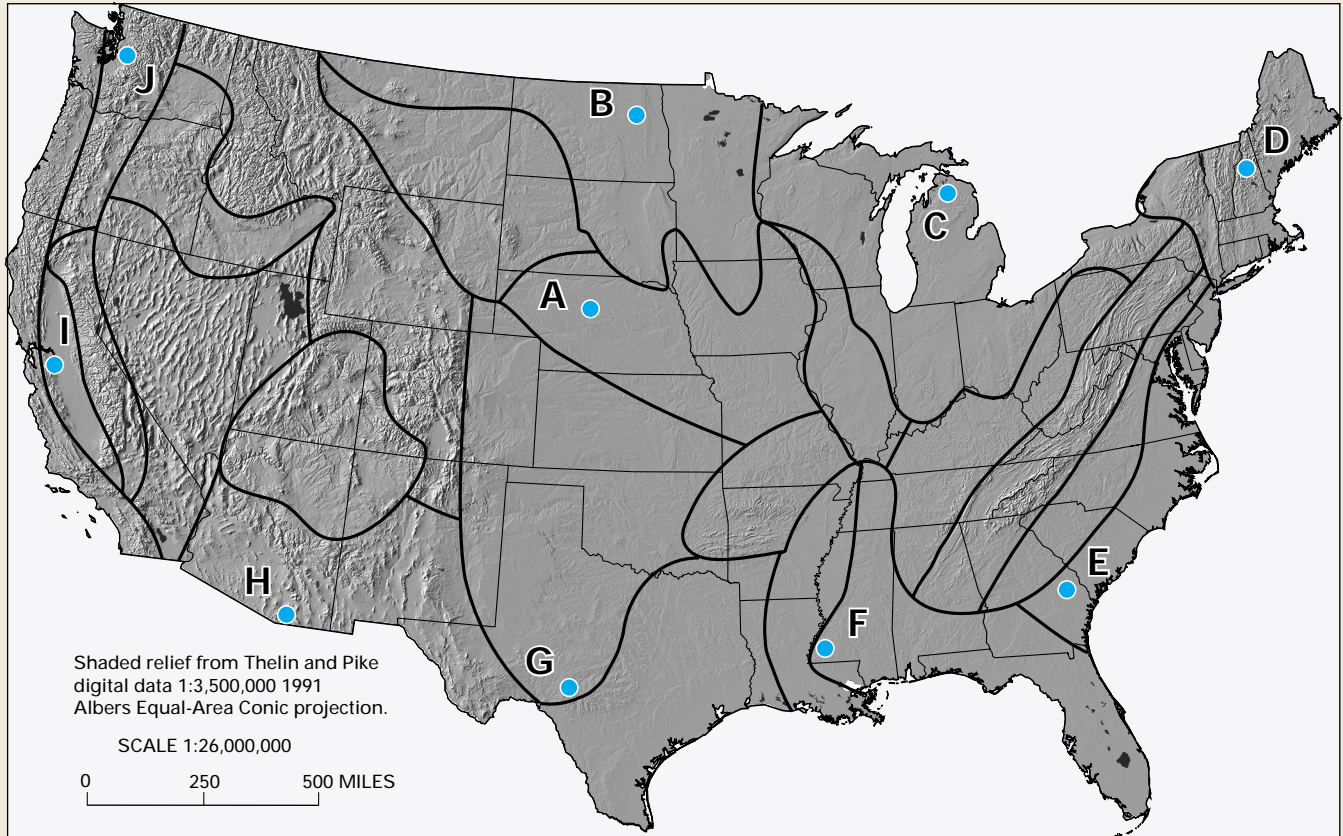 J
B
D
C
A
I
E
H
F
G
Shaded relief from Thelin and Pike
digital data 1:3,500,000 1991
Albers Equal-Area Conic projection.
SCALE 1:26,000,000
0 250 500 MILES